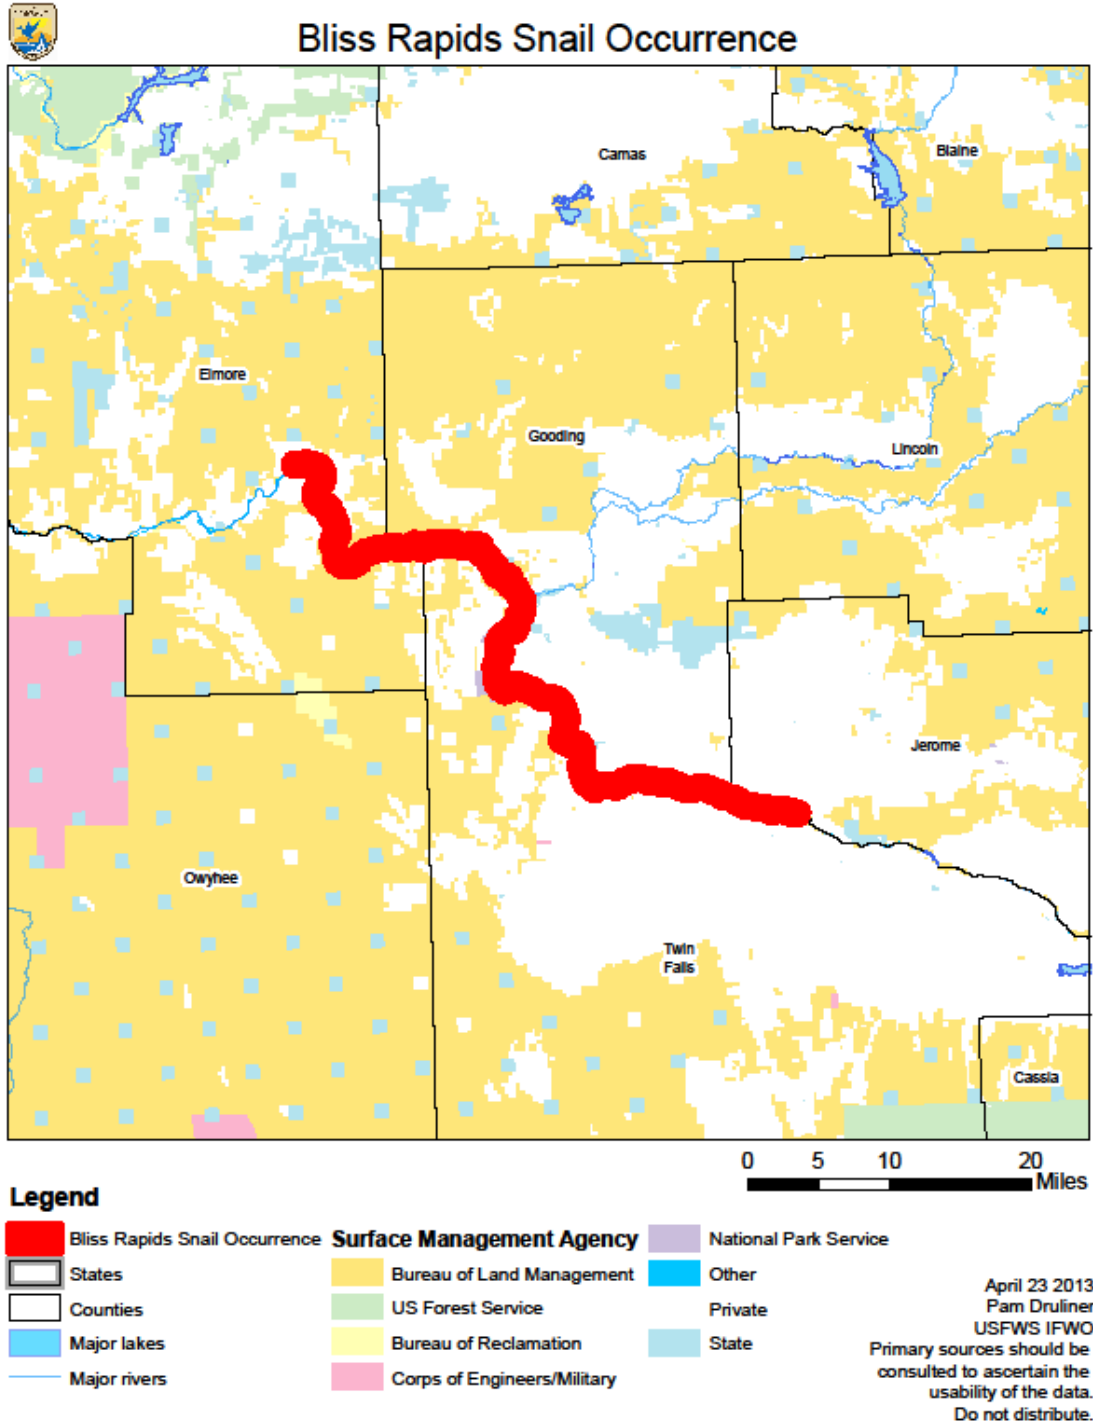 Bliss Rapids Snail Occurrence
Camas
Blaine
Elmore
Gooding
Lincoln
Jerome
Owyhee
Twin
Falls
Cassia
0 5 10 20
Miles
Legend
Bliss Rapids Snail Occurrence
States
Counties
Major lakes
Major rivers
Surface Management Agency
Bureau of Land Management
US Forest Service
Bureau of Reclamation
Corps of Engineers/Military
National Park Service
Other
Private
State
April 23 2013
Pam Druliner
USFWS IFWO
Primary sources should be
consulted to ascertain the
usability of the data.
Do not distribute.